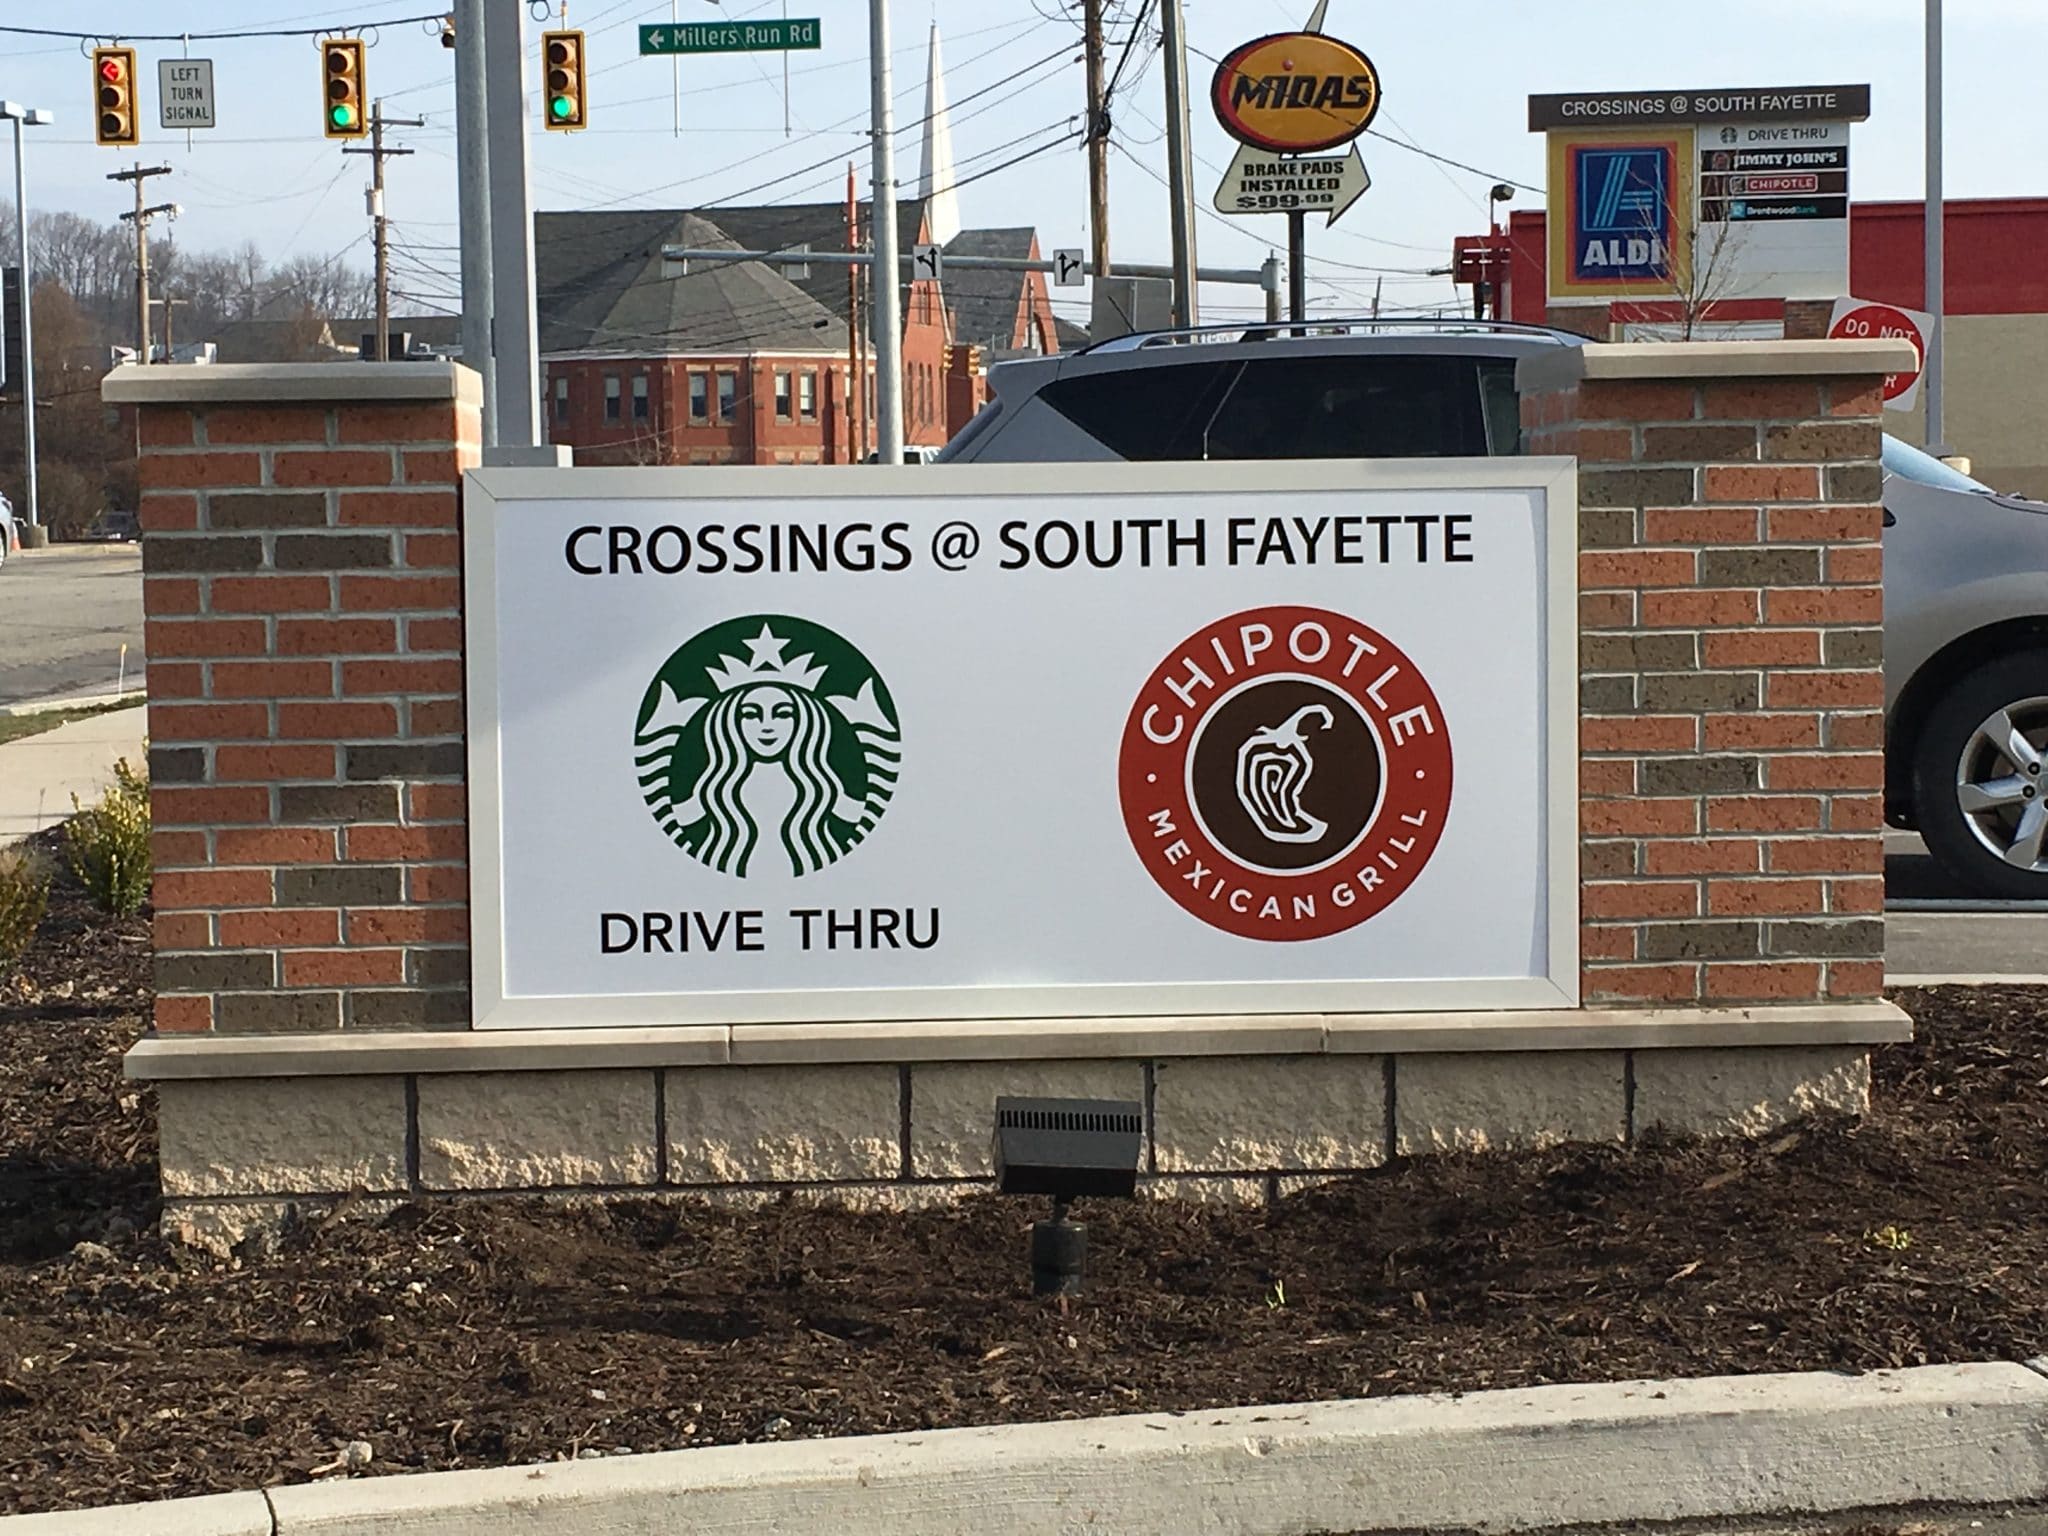 LEFT
TURN
SIGNAL
Millers Run Rd
MIDAS
BRAKE PADS
INSTALLED
$99.99
CROSSINGS @ SOUTH FAYETTE
ALDI
DRIVE THRU
JIMMY JOHN'S
CHIPOTLE
BrentwoodBank
DO NOT
R
CROSSINGS @ SOUTH FAYETTE
DRIVE THRU
CHIPOTLE
MEXICAN GRILL